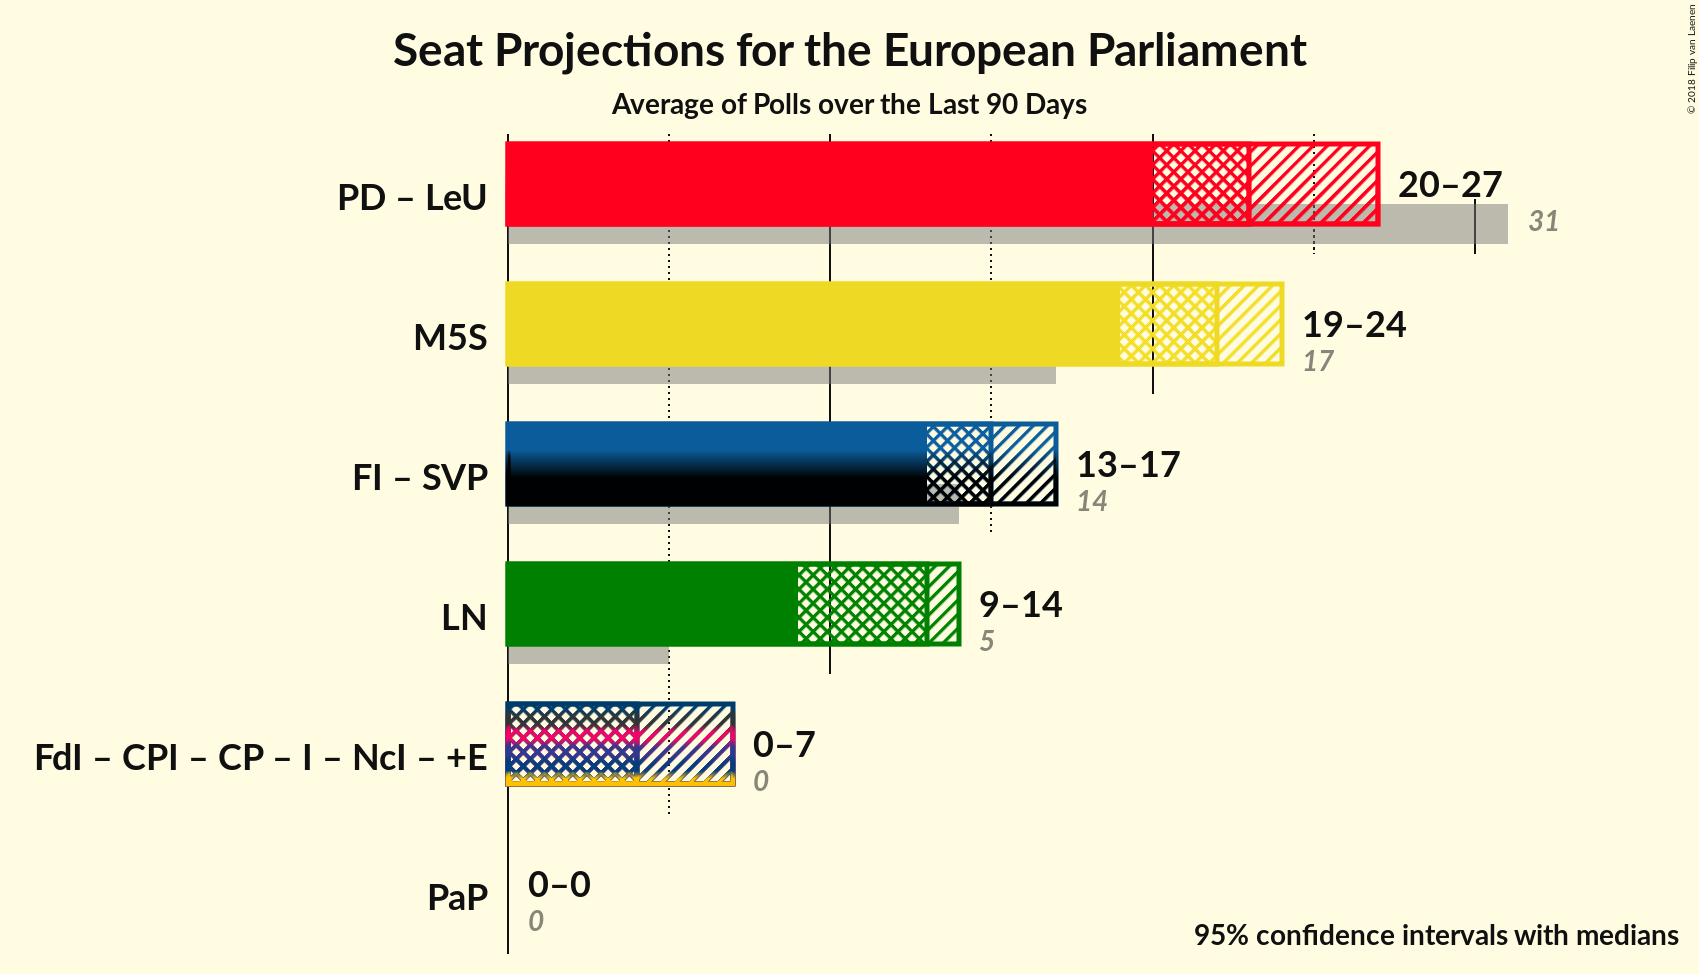 Seat Projections for the European Parliament
Average of Polls over the Last 90 Days
© 2018 Filip van Laenen
PD – LeU
20–27
31
M5S
19–24
17
FI – SVP
13–17
14
LN
9–14
5
FdI – CPI – CP – I – NcI – +E
0–7
0
PaP
0–0
0
95% confidence intervals with medians